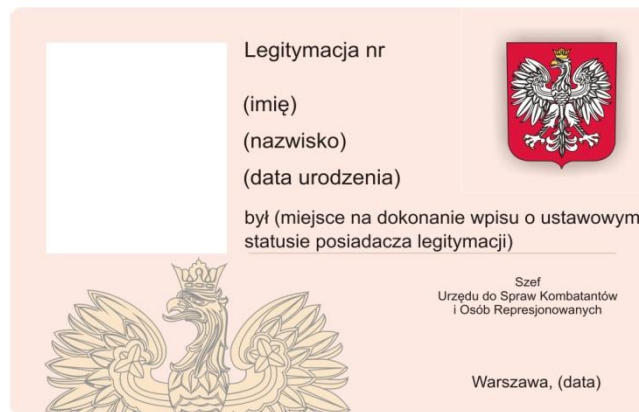 Legitymacja nr
(imię)
(nazwisko)
(data urodzenia)
był (miejsce na dokonanie wpisu o ustawowym
statusie posiadacza legitymacji)
Szef
Urzędu do Spraw Kombatantów
i Osób Represjonowanych
Warszawa, (data)